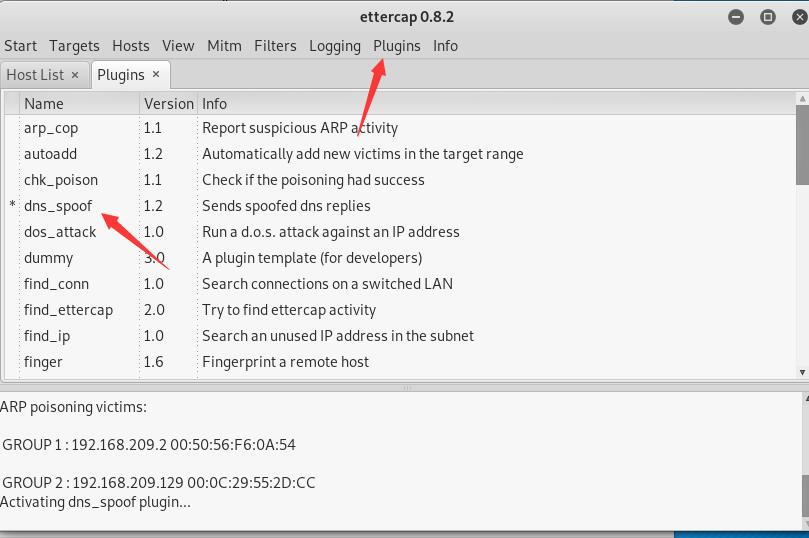 ettercap 0.8.2
Start Targets Hosts View Mitm Filters Logging Plugins Info
Host List × Plugins ×
Name Version Info
arp_cop 1.1 Report suspicious ARP activity
autoadd 1.2 Automatically add new victims in the target range
chk_poison 1.1 Check if the poisoning had success
* dns_spoof 1.2 Sends spoofed dns replies
dos_attack 1.0 Run a d.o.s. attack against an IP address
dummy 3.0 A plugin template (for developers)
find_conn 1.0 Search connections on a switched LAN
find_ettercap 2.0 Try to find ettercap activity
find_ip 1.0 Search an unused IP address in the subnet
finger 1.6 Fingerprint a remote host
ARP poisoning victims:
GROUP 1 : 192.168.209.2 00:50:56:F6:0A:54
GROUP 2 : 192.168.209.129 00:0C:29:55:2D:CC
Activating dns_spoof plugin...